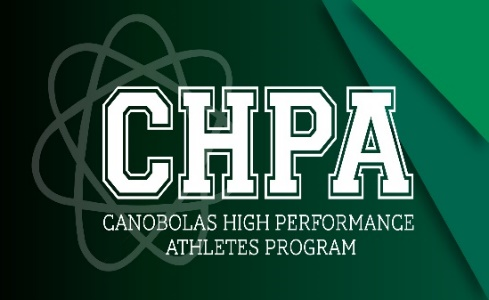 CHPA
CANOBOLAS HIGH PERFORMANCE
ATHLETES PROGRAM